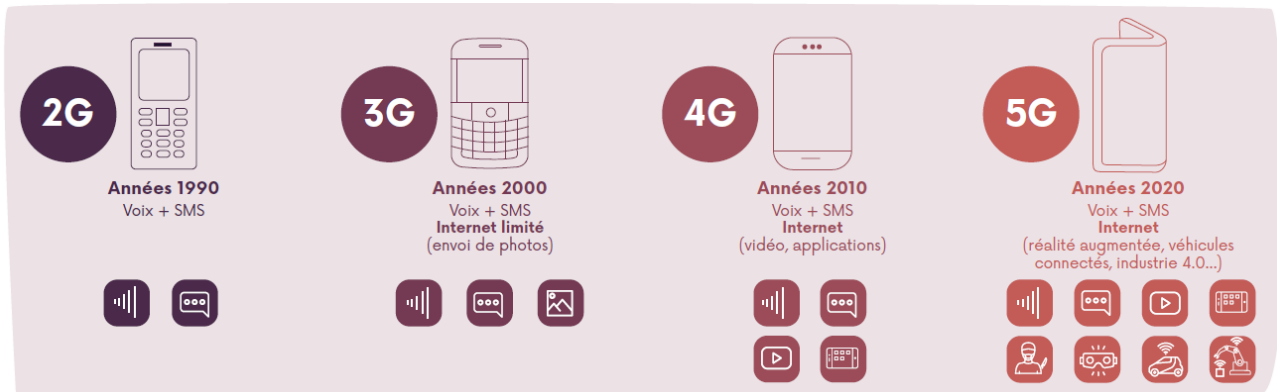 2G
Années 1990
Voix + SMS
3G
Années 2000
Voix + SMS
Internet limité
(envoi de photos)
4G
Années 2010
Voix + SMS
Internet
(vidéo, applications)
5G
Années 2020
Voix + SMS
Internet
(réalité augmentée, véhicules
connectés, industrie 4.0...)